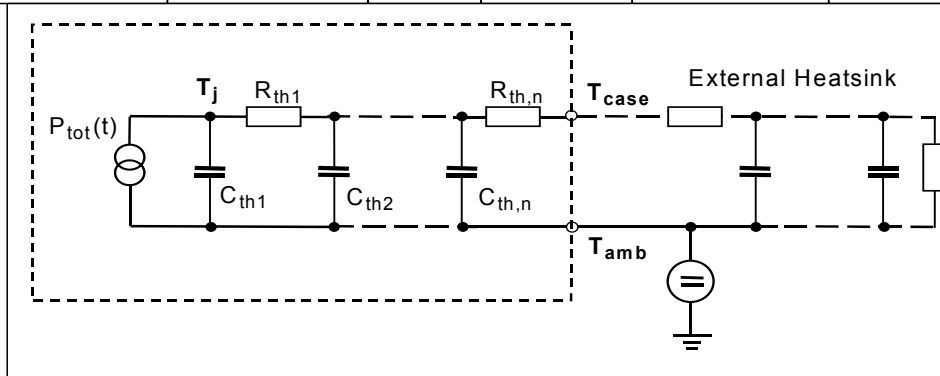 External Heatsink
T_j R_th1 R_th,n T_case
P_tot(t)
C_th1 C_th2 C_th,n
T_amb